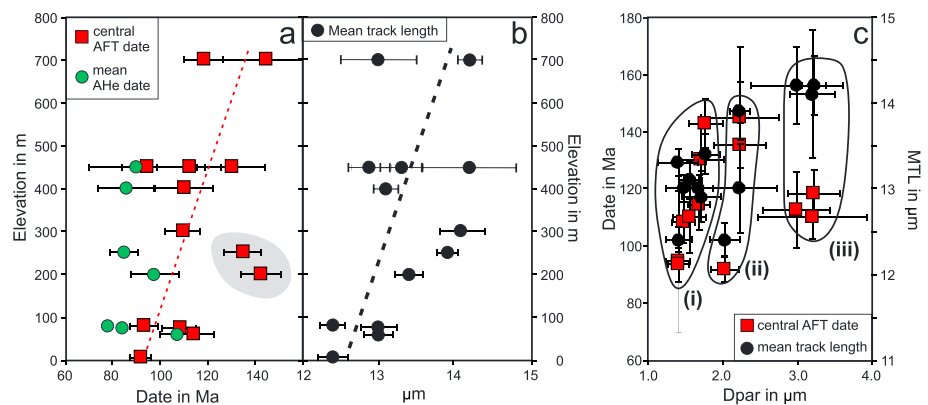 800
700
600
500
400
300
200
100
0
Elevation in m
central
AFT date
mean
AHe date
a
60
80
100
120
140
Date in Ma
Mean track length
b
12
13
14
15
µm
800
700
600
500
400
300
200
100
0
Elevation in m
180
160
140
120
100
80
60
Date in Ma
c
(i)
(ii)
(iii)
central AFT date
mean track length
1.0
2.0
3.0
4.0
Dpar in µm
15
14
13
12
11
MTL in µm